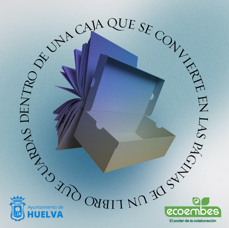 DENTRO DE UNA CAJA QUE SE CONVIERTE EN LAS PÁGINAS DE UN LIBRO QUE GUARDAS
Ayuntamiento de
HUELVA
ecoembes
El poder de la colaboración